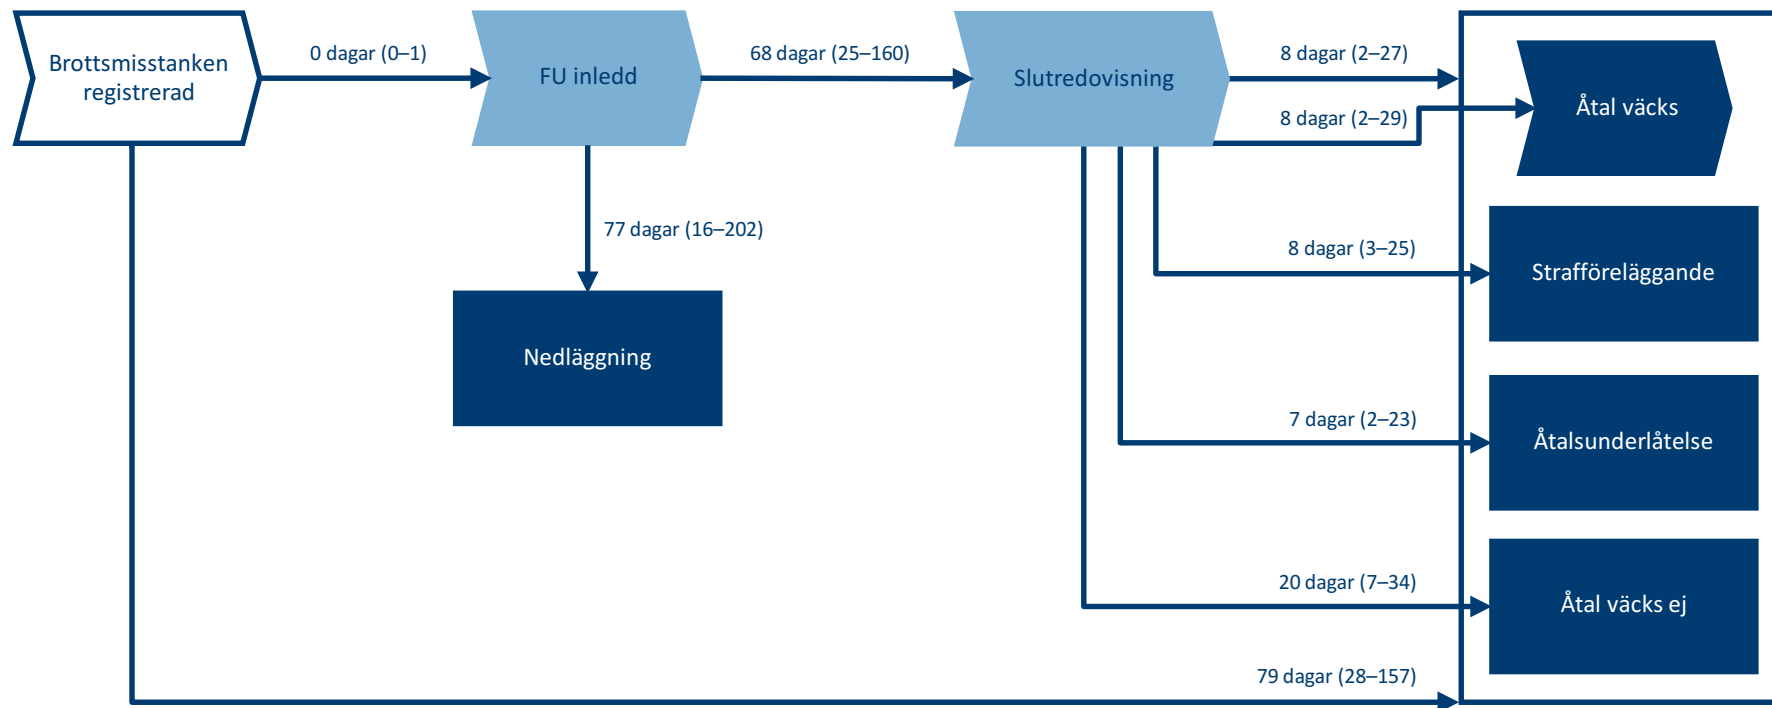 Brottsmisstanken
registrerad
0 dagar (0–1)
FU inledd
68 dagar (25–160)
Slutredovisning
8 dagar (2–27)
8 dagar (2–29)
Åtal väcks
77 dagar (16–202)
Nedläggning
8 dagar (3–25)
Strafföreläggande
7 dagar (2–23)
Åtalsunderlåtelse
20 dagar (7–34)
Åtal väcks ej
79 dagar (28–157)